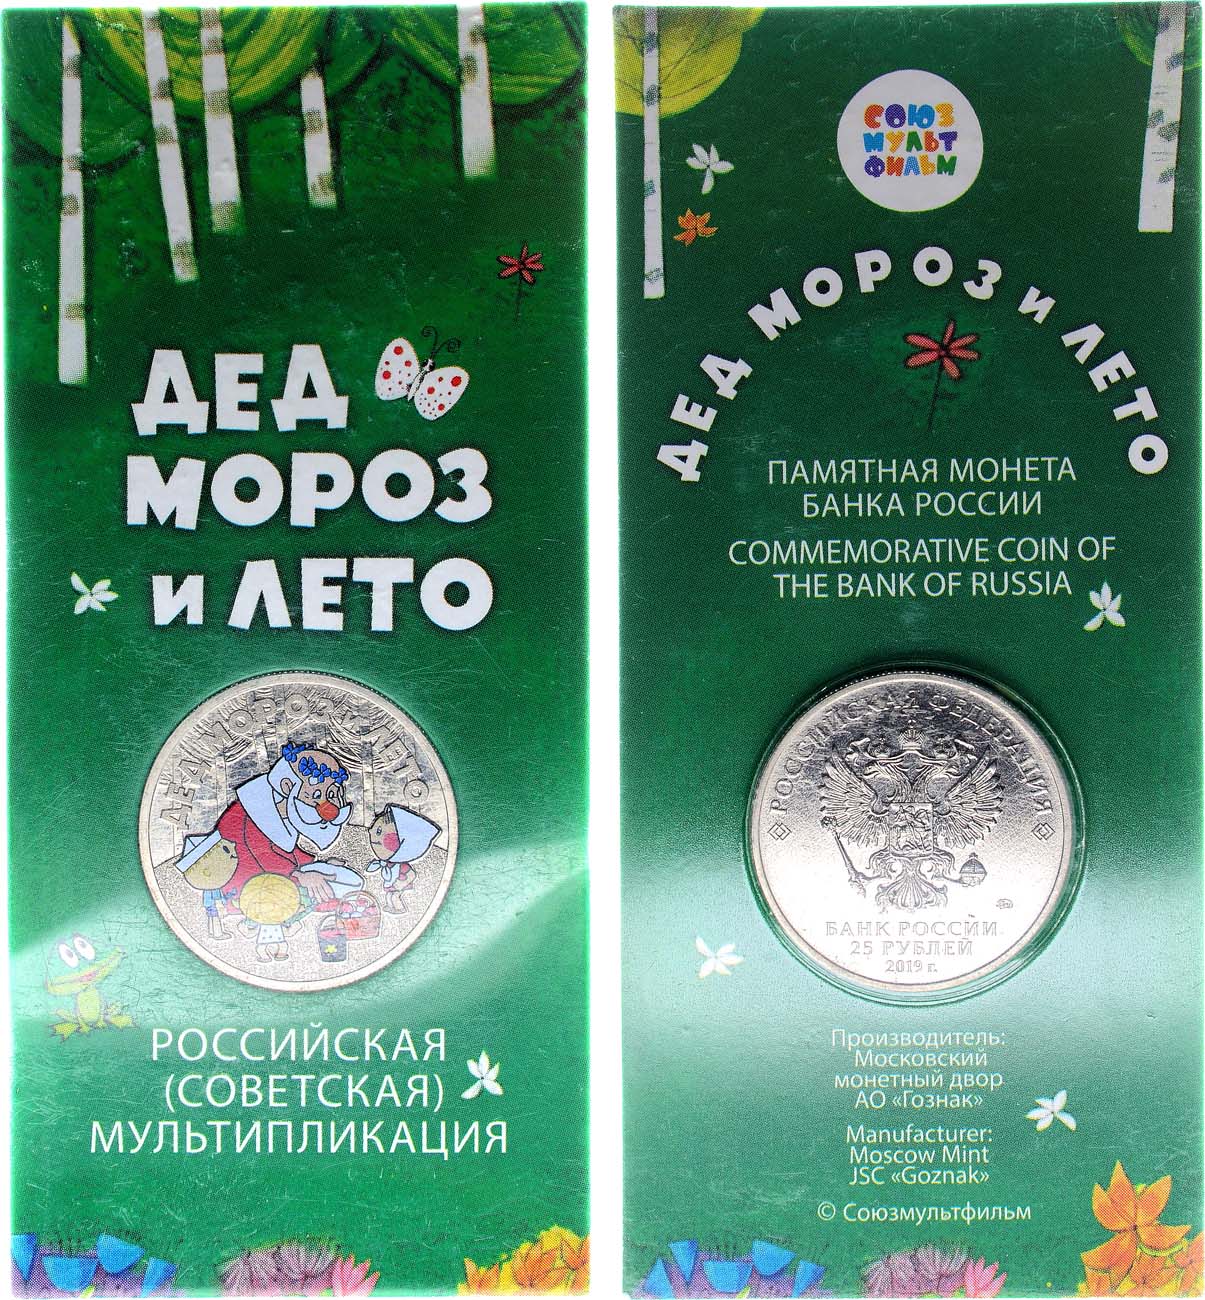 ДЕД
МОРОЗ
и ЛЕТО
ДЕД МОРОЗ И ЛЕТО
РОССИЙСКАЯ
(СОВЕТСКАЯ)
МУЛЬТИПЛИКАЦИЯ
СОЮЗ
МУЛЬТ
ФИЛЬМ
ДЕД МОРОЗ и ЛЕТО
ПАМЯТНАЯ МОНЕТА
БАНКА РОССИИ
COMMEMORATIVE COIN OF
THE BANK OF RUSSIA
РОССИЙСКАЯ ФЕДЕРАЦИЯ
БАНК РОССИИ
25 РУБЛЕЙ
2019 г.
Производитель:
Московский
монетный двор
АО «Гознак»
Manufacturer:
Moscow Mint
JSC «Goznak»
© Союзмультфильм